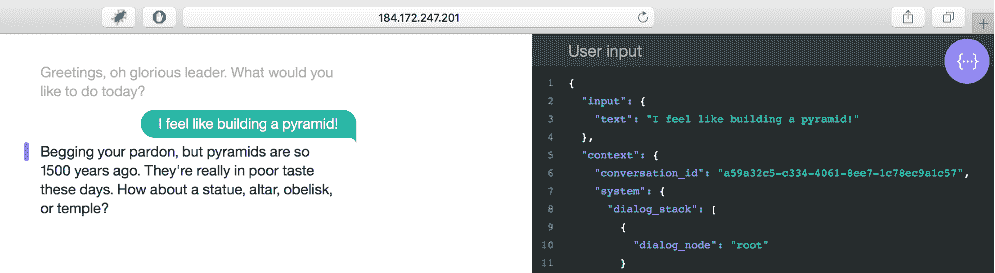 184.172.247.201
Greetings, oh glorious leader. What would you
like to do today?
I feel like building a pyramid!
Begging your pardon, but pyramids are so
1500 years ago. They're really in poor taste
these days. How about a statue, altar, obelisk,
or temple?
User input
{···}
1 {
2 "input": {
3 "text": "I feel like building a pyramid!"
4 },
5 "context": {
6 "conversation_id": "a59a32c5-c334-4061-8ee7-1c78ec9a1c57",
7 "system": {
8 "dialog_stack": [
9 {
10 "dialog_node": "root"
11 }